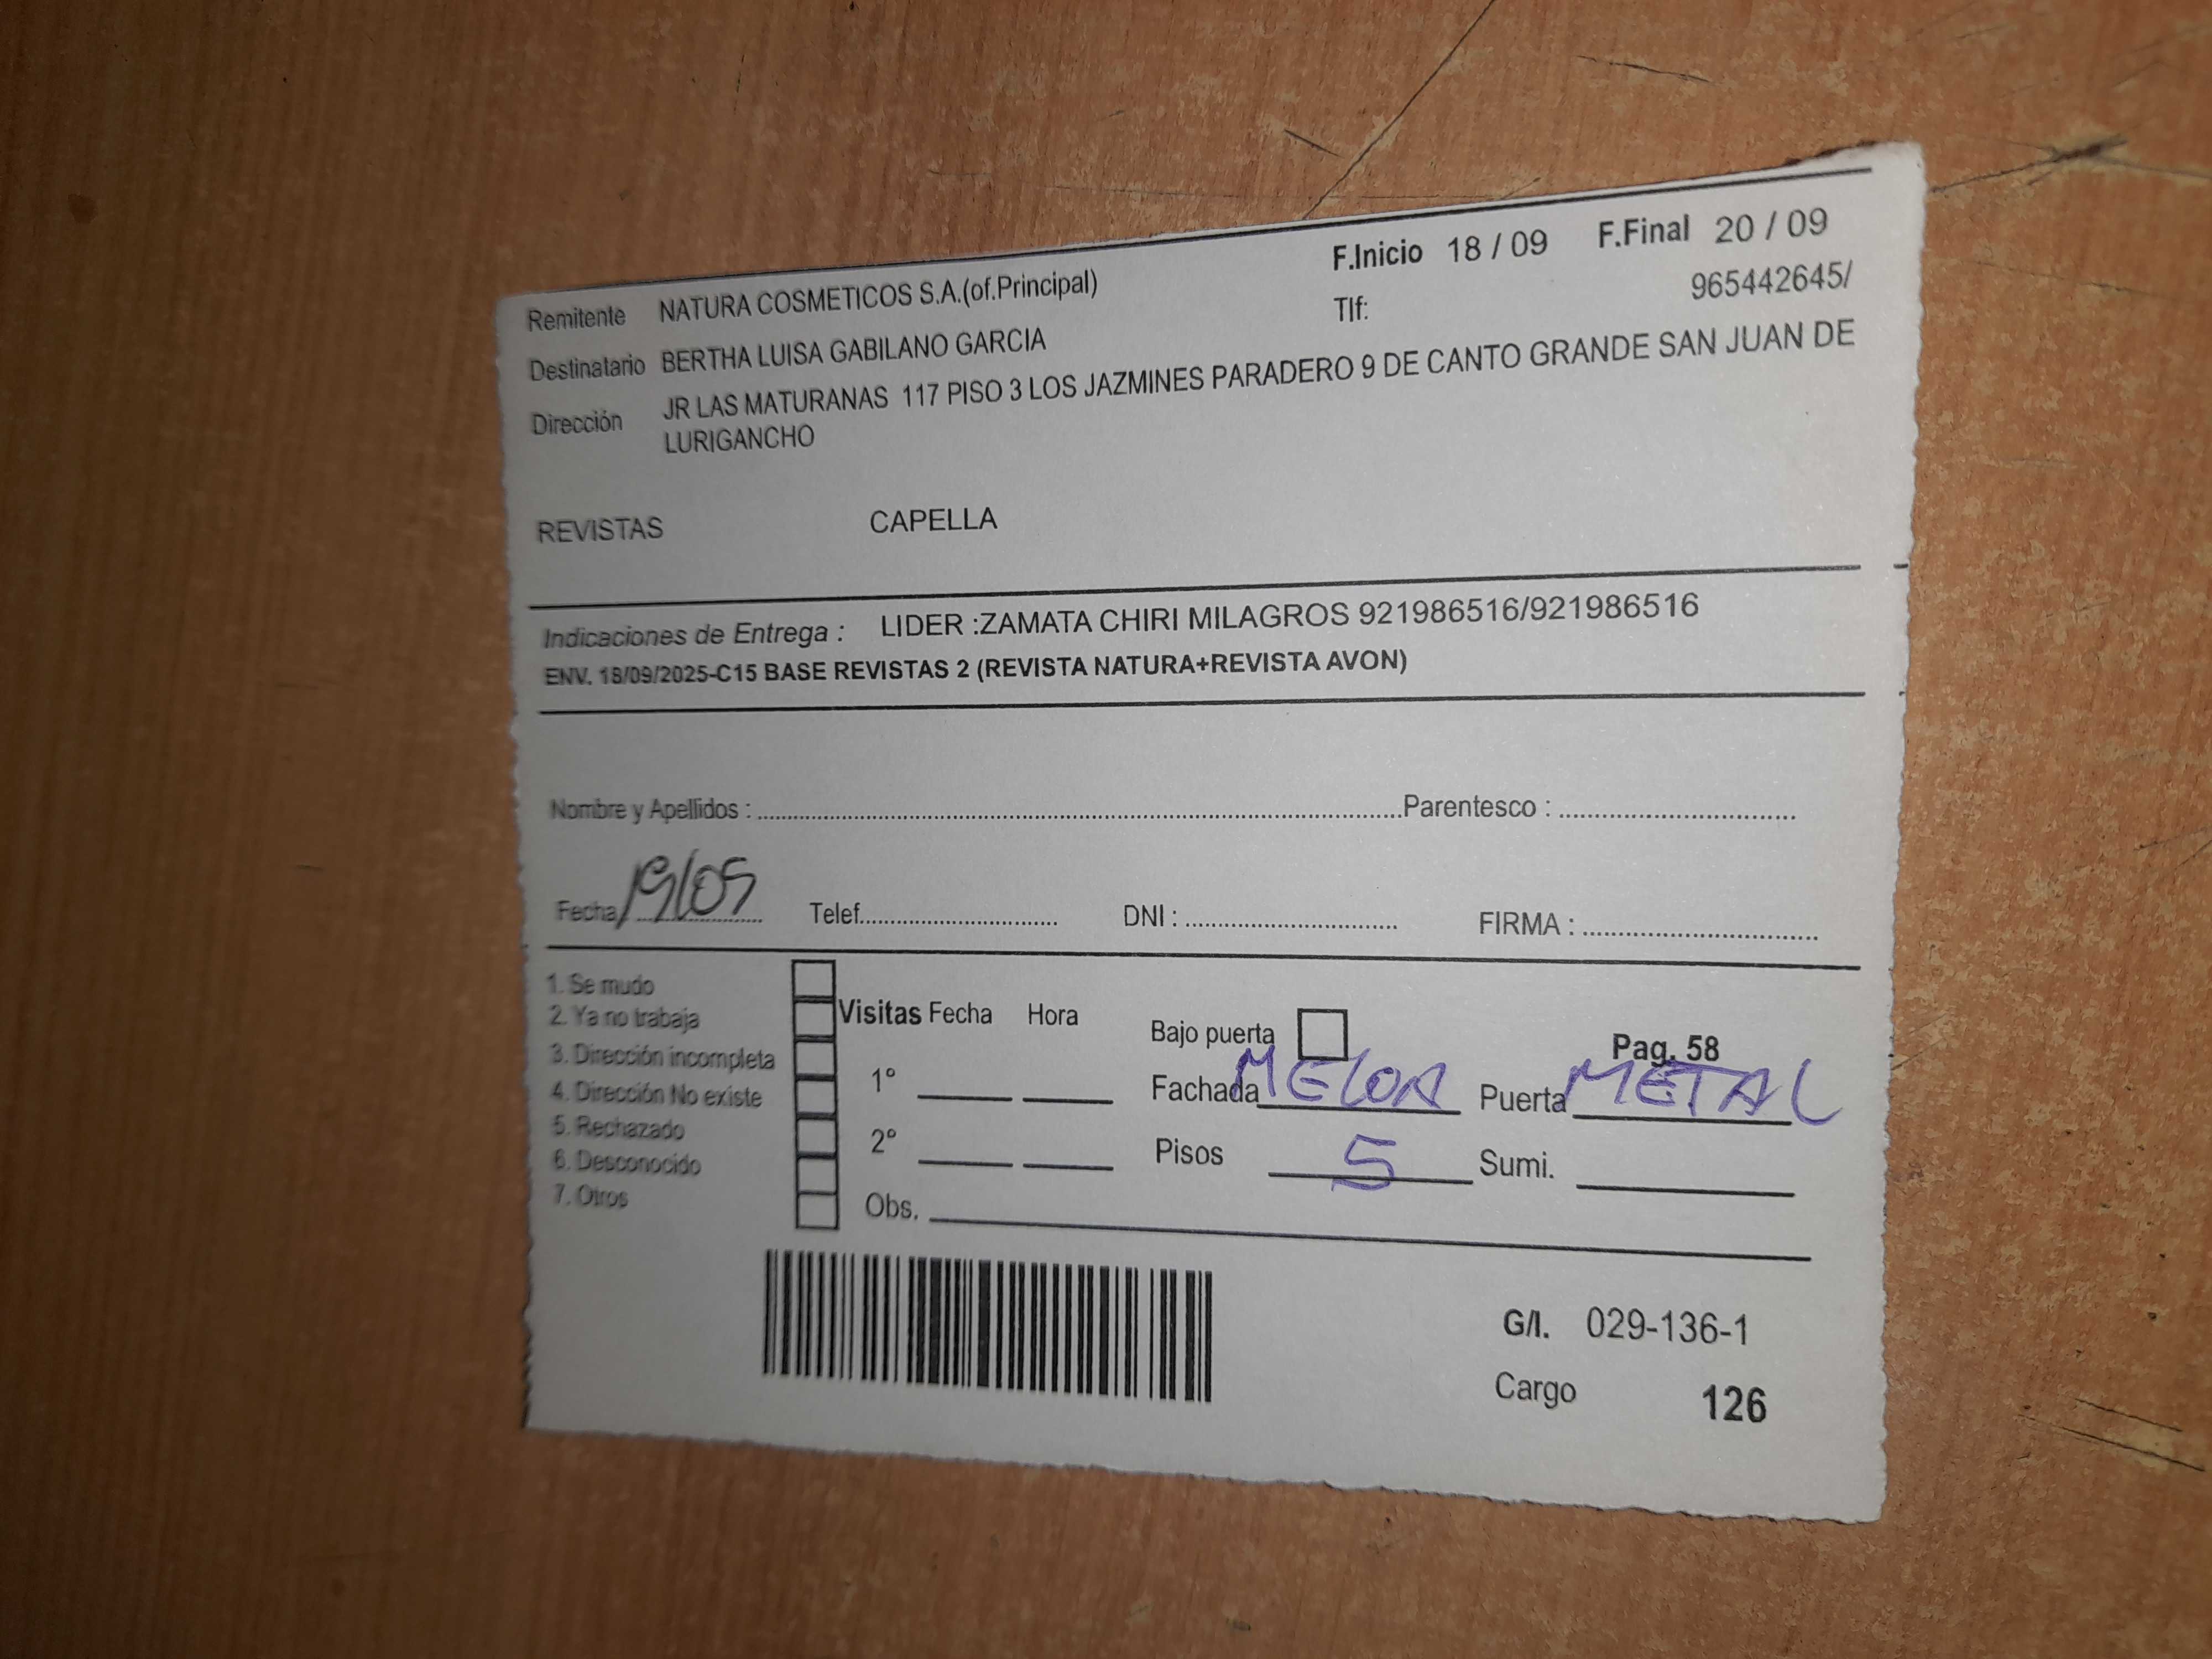 F.Inicio 18 / 09 F.Final 20 / 09
Remitente NATURA COSMETICOS S.A.(of.Principal) Tlf: 965442645/
Destinatario BERTHA LUISA GABILANO GARCIA
Dirección JR LAS MATURANAS 117 PISO 3 LOS JAZMINES PARADERO 9 DE CANTO GRANDE SAN JUAN DE
LURIGANCHO
REVISTAS CAPELLA
Indicaciones de Entrega : LIDER :ZAMATA CHIRI MILAGROS 921986516/921986516
ENV. 18/09/2025-C15 BASE REVISTAS 2 (REVISTA NATURA+REVISTA AVON)
Nombre y Apellidos : Parentesco :
Fecha 19/09 Telef. DNI : FIRMA :
1. Se mudo
2. Ya no trabaja
3. Dirección incompleta
4. Dirección No existe
5. Rechazado
6. Desconocido
7. Otros
Visitas Fecha Hora
1°
2°
Obs.
Bajo puerta Pag. 58
Fachada MELON Puerta METAL
Pisos 5 Sumi.
G/I. 029-136-1
Cargo 126